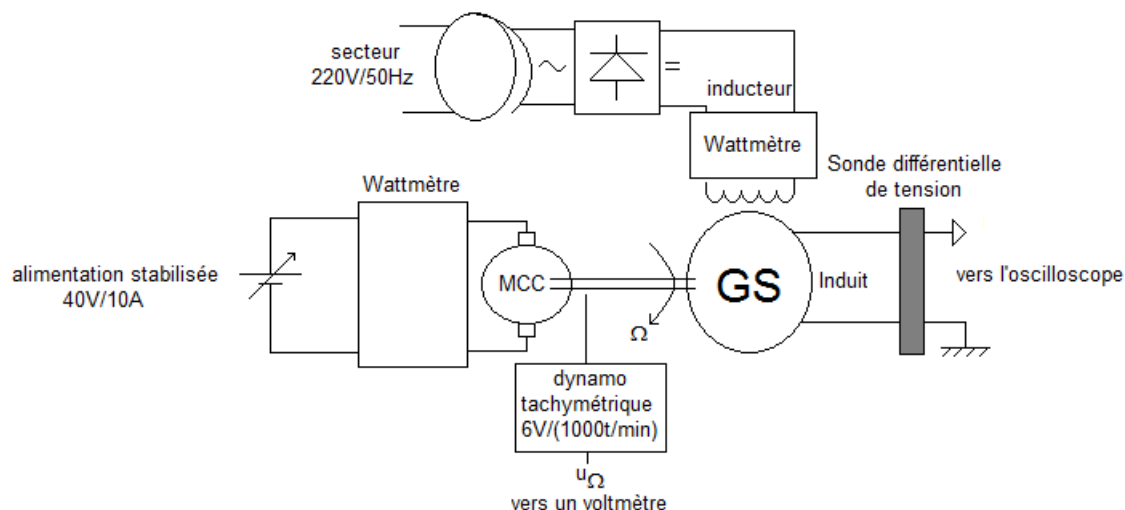 secteur
220V/50Hz
~
=
inducteur
Wattmètre
Sonde différentielle
de tension
Wattmètre
alimentation stabilisée
40V/10A
MCC
Ω
GS
Induit
vers l'oscilloscope
dynamo
tachymétrique
6V/(1000t/min)
uΩ
vers un voltmètre